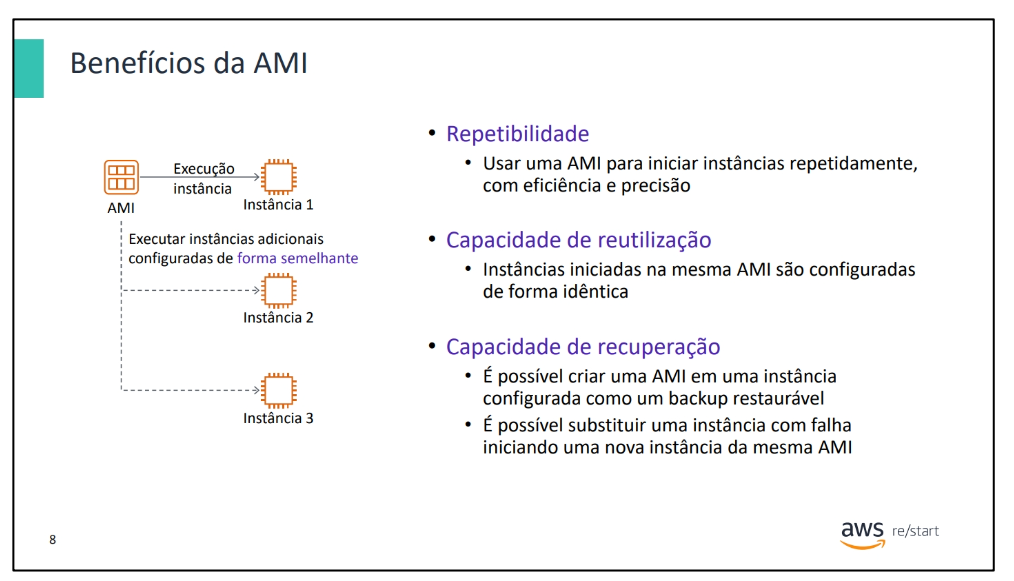 Benefícios da AMI
Execução
instância
AMI
Instância 1
Executar instâncias adicionais
configuradas de forma semelhante
Instância 2
Instância 3
• Repetibilidade
• Usar uma AMI para iniciar instâncias repetidamente,
com eficiência e precisão
• Capacidade de reutilização
• Instâncias iniciadas na mesma AMI são configuradas
de forma idêntica
• Capacidade de recuperação
• É possível criar uma AMI em uma instância
configurada como um backup restaurável
• É possível substituir uma instância com falha
iniciando uma nova instância da mesma AMI
8
aws re/start